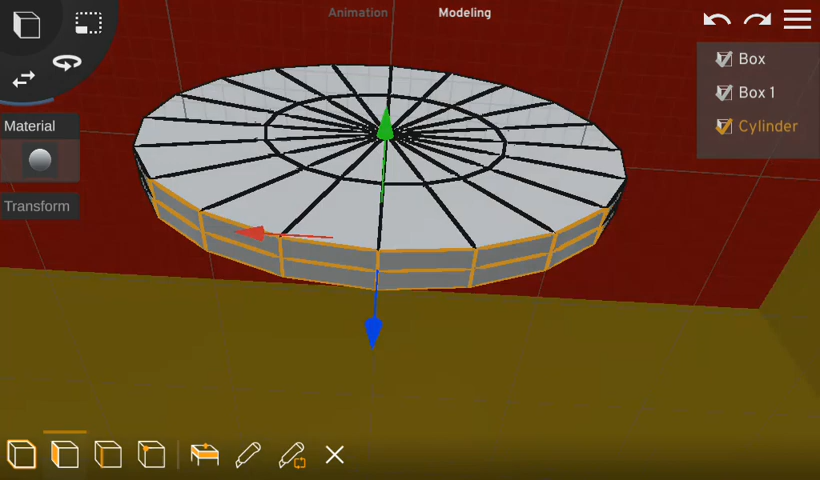 Animation
Modeling
Box
Box 1
Cylinder
Material
Transform